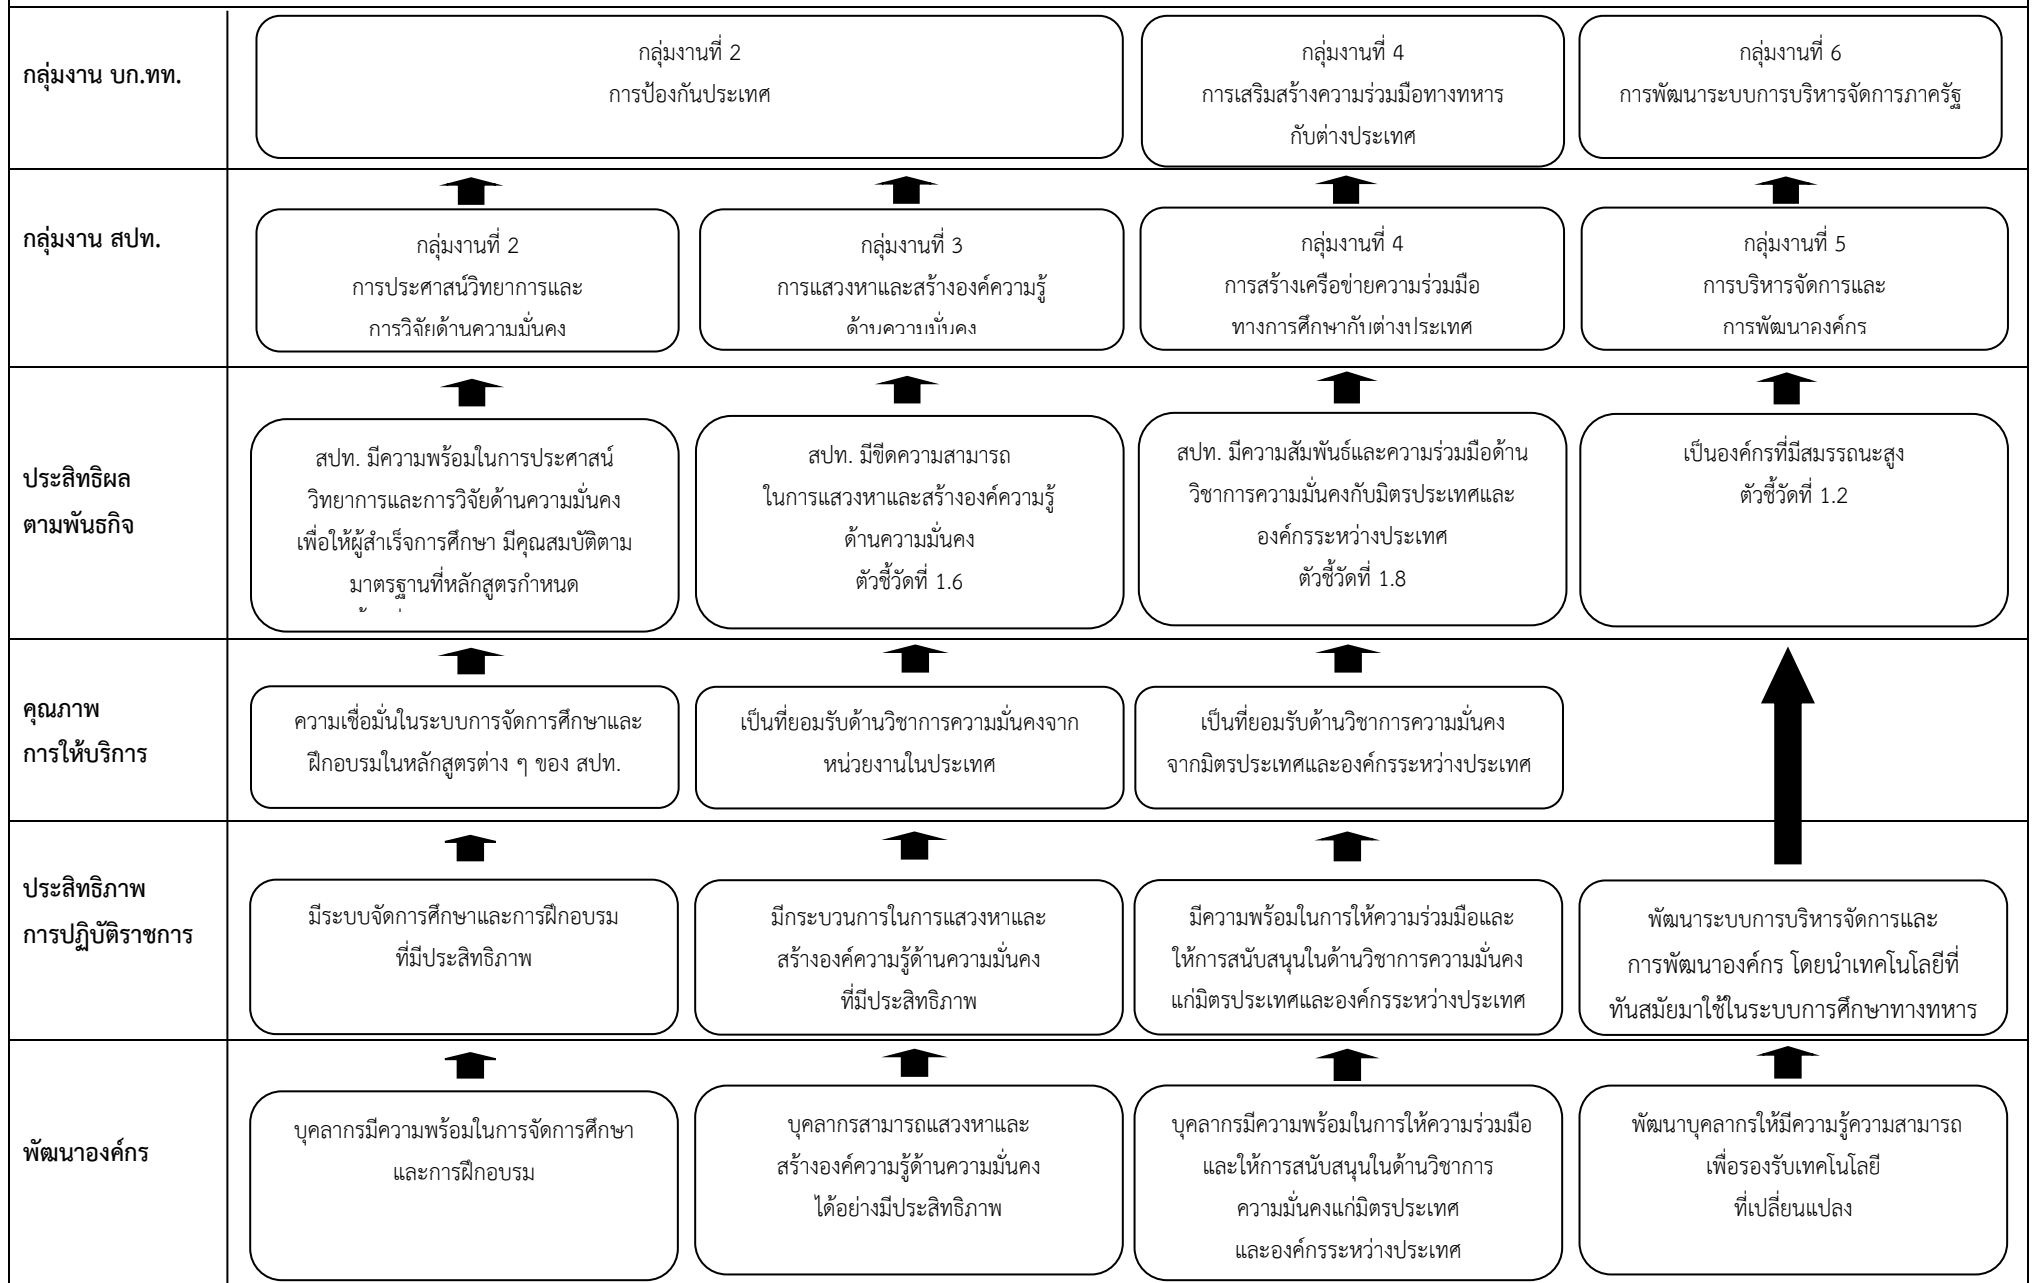 กลุ่มงาน บก.ทท.
กลุ่มงานที่ 2
การป้องกันประเทศ
กลุ่มงานที่ 4
การเสริมสร้างความร่วมมือทางทหาร
กับต่างประเทศ
กลุ่มงานที่ 6
การพัฒนาระบบการบริหารจัดการภาครัฐ
กลุ่มงาน สปท.
กลุ่มงานที่ 2
การประศาสน์วิทยาการและ
การวิจัยด้านความมั่นคง
กลุ่มงานที่ 3
การแสวงหาและสร้างองค์ความรู้
ด้านความมั่นคง
กลุ่มงานที่ 4
การสร้างเครือข่ายความร่วมมือ
ทางการศึกษากับต่างประเทศ
กลุ่มงานที่ 5
การบริหารจัดการและ
การพัฒนาองค์กร
ประสิทธิผล
ตามพันธกิจ
สปท. มีความพร้อมในการประศาสน์
วิทยาการและการวิจัยด้านความมั่นคง
เพื่อให้ผู้สำเร็จการศึกษา มีคุณสมบัติตาม
มาตรฐานที่หลักสูตรกำหนด
สปท. มีขีดความสามารถ
ในการแสวงหาและสร้างองค์ความรู้
ด้านความมั่นคง
ตัวชี้วัดที่ 1.6
สปท. มีความสัมพันธ์และความร่วมมือด้าน
วิชาการความมั่นคงกับมิตรประเทศและ
องค์กรระหว่างประเทศ
ตัวชี้วัดที่ 1.8
เป็นองค์กรที่มีสมรรถนะสูง
ตัวชี้วัดที่ 1.2
คุณภาพ
การให้บริการ
ความเชื่อมั่นในระบบการจัดการศึกษาและ
ฝึกอบรมในหลักสูตรต่าง ๆ ของ สปท.
เป็นที่ยอมรับด้านวิชาการความมั่นคงจาก
หน่วยงานในประเทศ
เป็นที่ยอมรับด้านวิชาการความมั่นคง
จากมิตรประเทศและองค์กรระหว่างประเทศ
ประสิทธิภาพ
การปฏิบัติราชการ
มีระบบจัดการศึกษาและการฝึกอบรม
ที่มีประสิทธิภาพ
มีกระบวนการในการแสวงหาและ
สร้างองค์ความรู้ด้านความมั่นคง
ที่มีประสิทธิภาพ
มีความพร้อมในการให้ความร่วมมือและ
ให้การสนับสนุนในด้านวิชาการความมั่นคง
แก่มิตรประเทศและองค์กรระหว่างประเทศ
พัฒนาระบบการบริหารจัดการและ
การพัฒนาองค์กร โดยนำเทคโนโลยีที่
ทันสมัยมาใช้ในระบบการศึกษาทางทหาร
พัฒนาองค์กร
บุคลากรมีความพร้อมในการจัดการศึกษา
และการฝึกอบรม
บุคลากรสามารถแสวงหาและ
สร้างองค์ความรู้ด้านความมั่นคง
ได้อย่างมีประสิทธิภาพ
บุคลากรมีความพร้อมในการให้ความร่วมมือ
และให้การสนับสนุนในด้านวิชาการ
ความมั่นคงแก่มิตรประเทศ
และองค์กรระหว่างประเทศ
พัฒนาบุคลากรให้มีความรู้ความสามารถ
เพื่อรองรับเทคโนโลยี
ที่เปลี่ยนแปลง